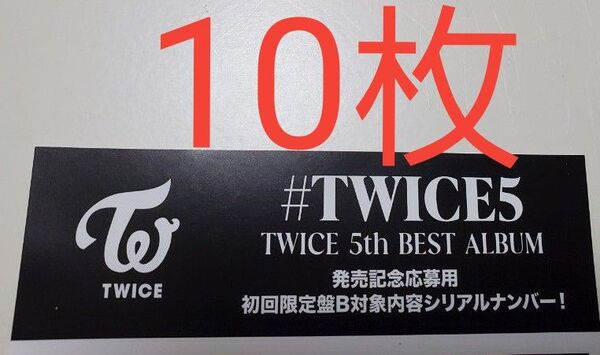 10枚
#TWICE5
TWICE 5th BEST ALBUM
TWICE
発売記念応募用
初回限定盤B対象内容シリアルナンバー!